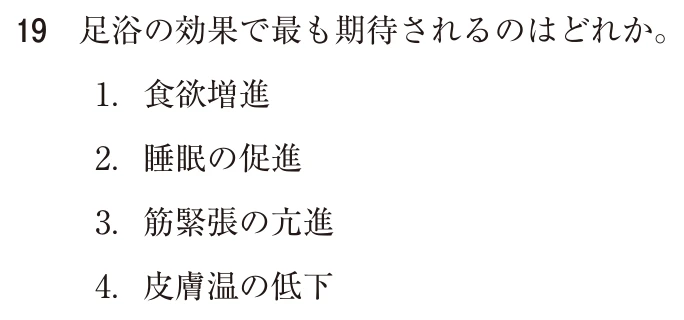 19 足浴の効果で最も期待されるのはどれか。
1. 食欲増進
2. 睡眠の促進
3. 筋緊張の亢進
4. 皮膚温の低下